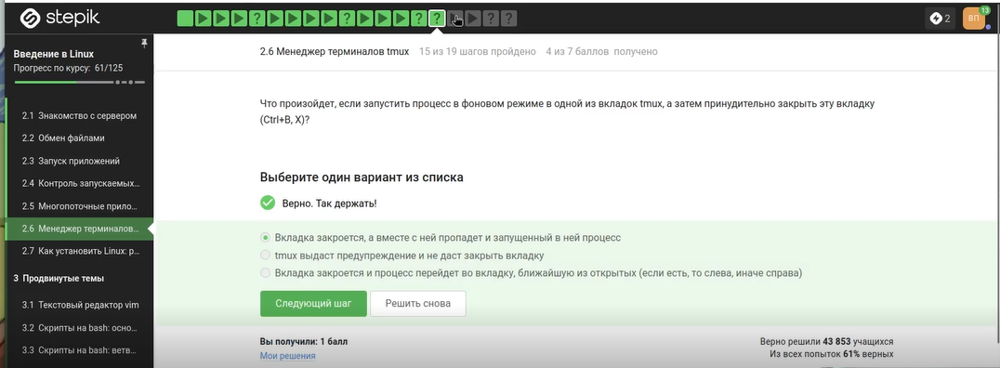 stepik
2
ВП
13
Введение в Linux
Прогресс по курсу: 61/125
2.1 Знакомство с сервером
2.2 Обмен файлами
2.3 Запуск приложений
2.4 Контроль запускаемых...
2.5 Многопоточные прило...
2.6 Менеджер терминалов...
2.7 Как установить Linux: р...
3 Продвинутые темы
3.1 Текстовый редактор vim
3.2 Скрипты на bash: осно...
3.3 Скрипты на bash: ветв...
2.6 Менеджер терминалов tmux 15 из 19 шагов пройдено 4 из 7 баллов получено
Что произойдет, если запустить процесс в фоновом режиме в одной из вкладок tmux, а затем принудительно закрыть эту вкладку
(Ctrl+B, X)?
Выберите один вариант из списка
Верно. Так держать!
Вкладка закроется, а вместе с ней пропадет и запущенный в ней процесс
tmux выдаст предупреждение и не даст закрыть вкладку
Вкладка закроется и процесс перейдет во вкладку, ближайшую из открытых (если есть, то слева, иначе справа)
Следующий шаг
Решить снова
Вы получили: 1 балл
Мои решения
Верно решили 43 853 учащихся
Из всех попыток 61% верных